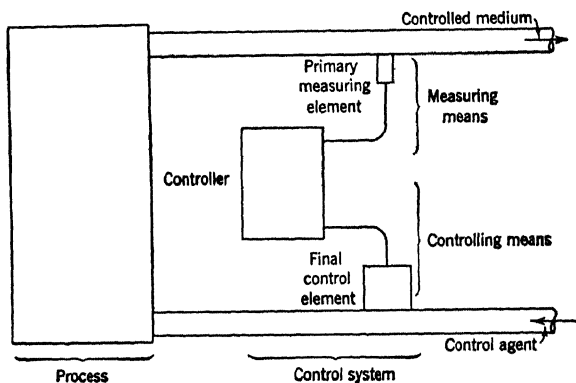 Controlled medium
Primary
measuring
element
Measuring
means
Controller
Controlling means
Final
control
element
Control agent
Process
Control system